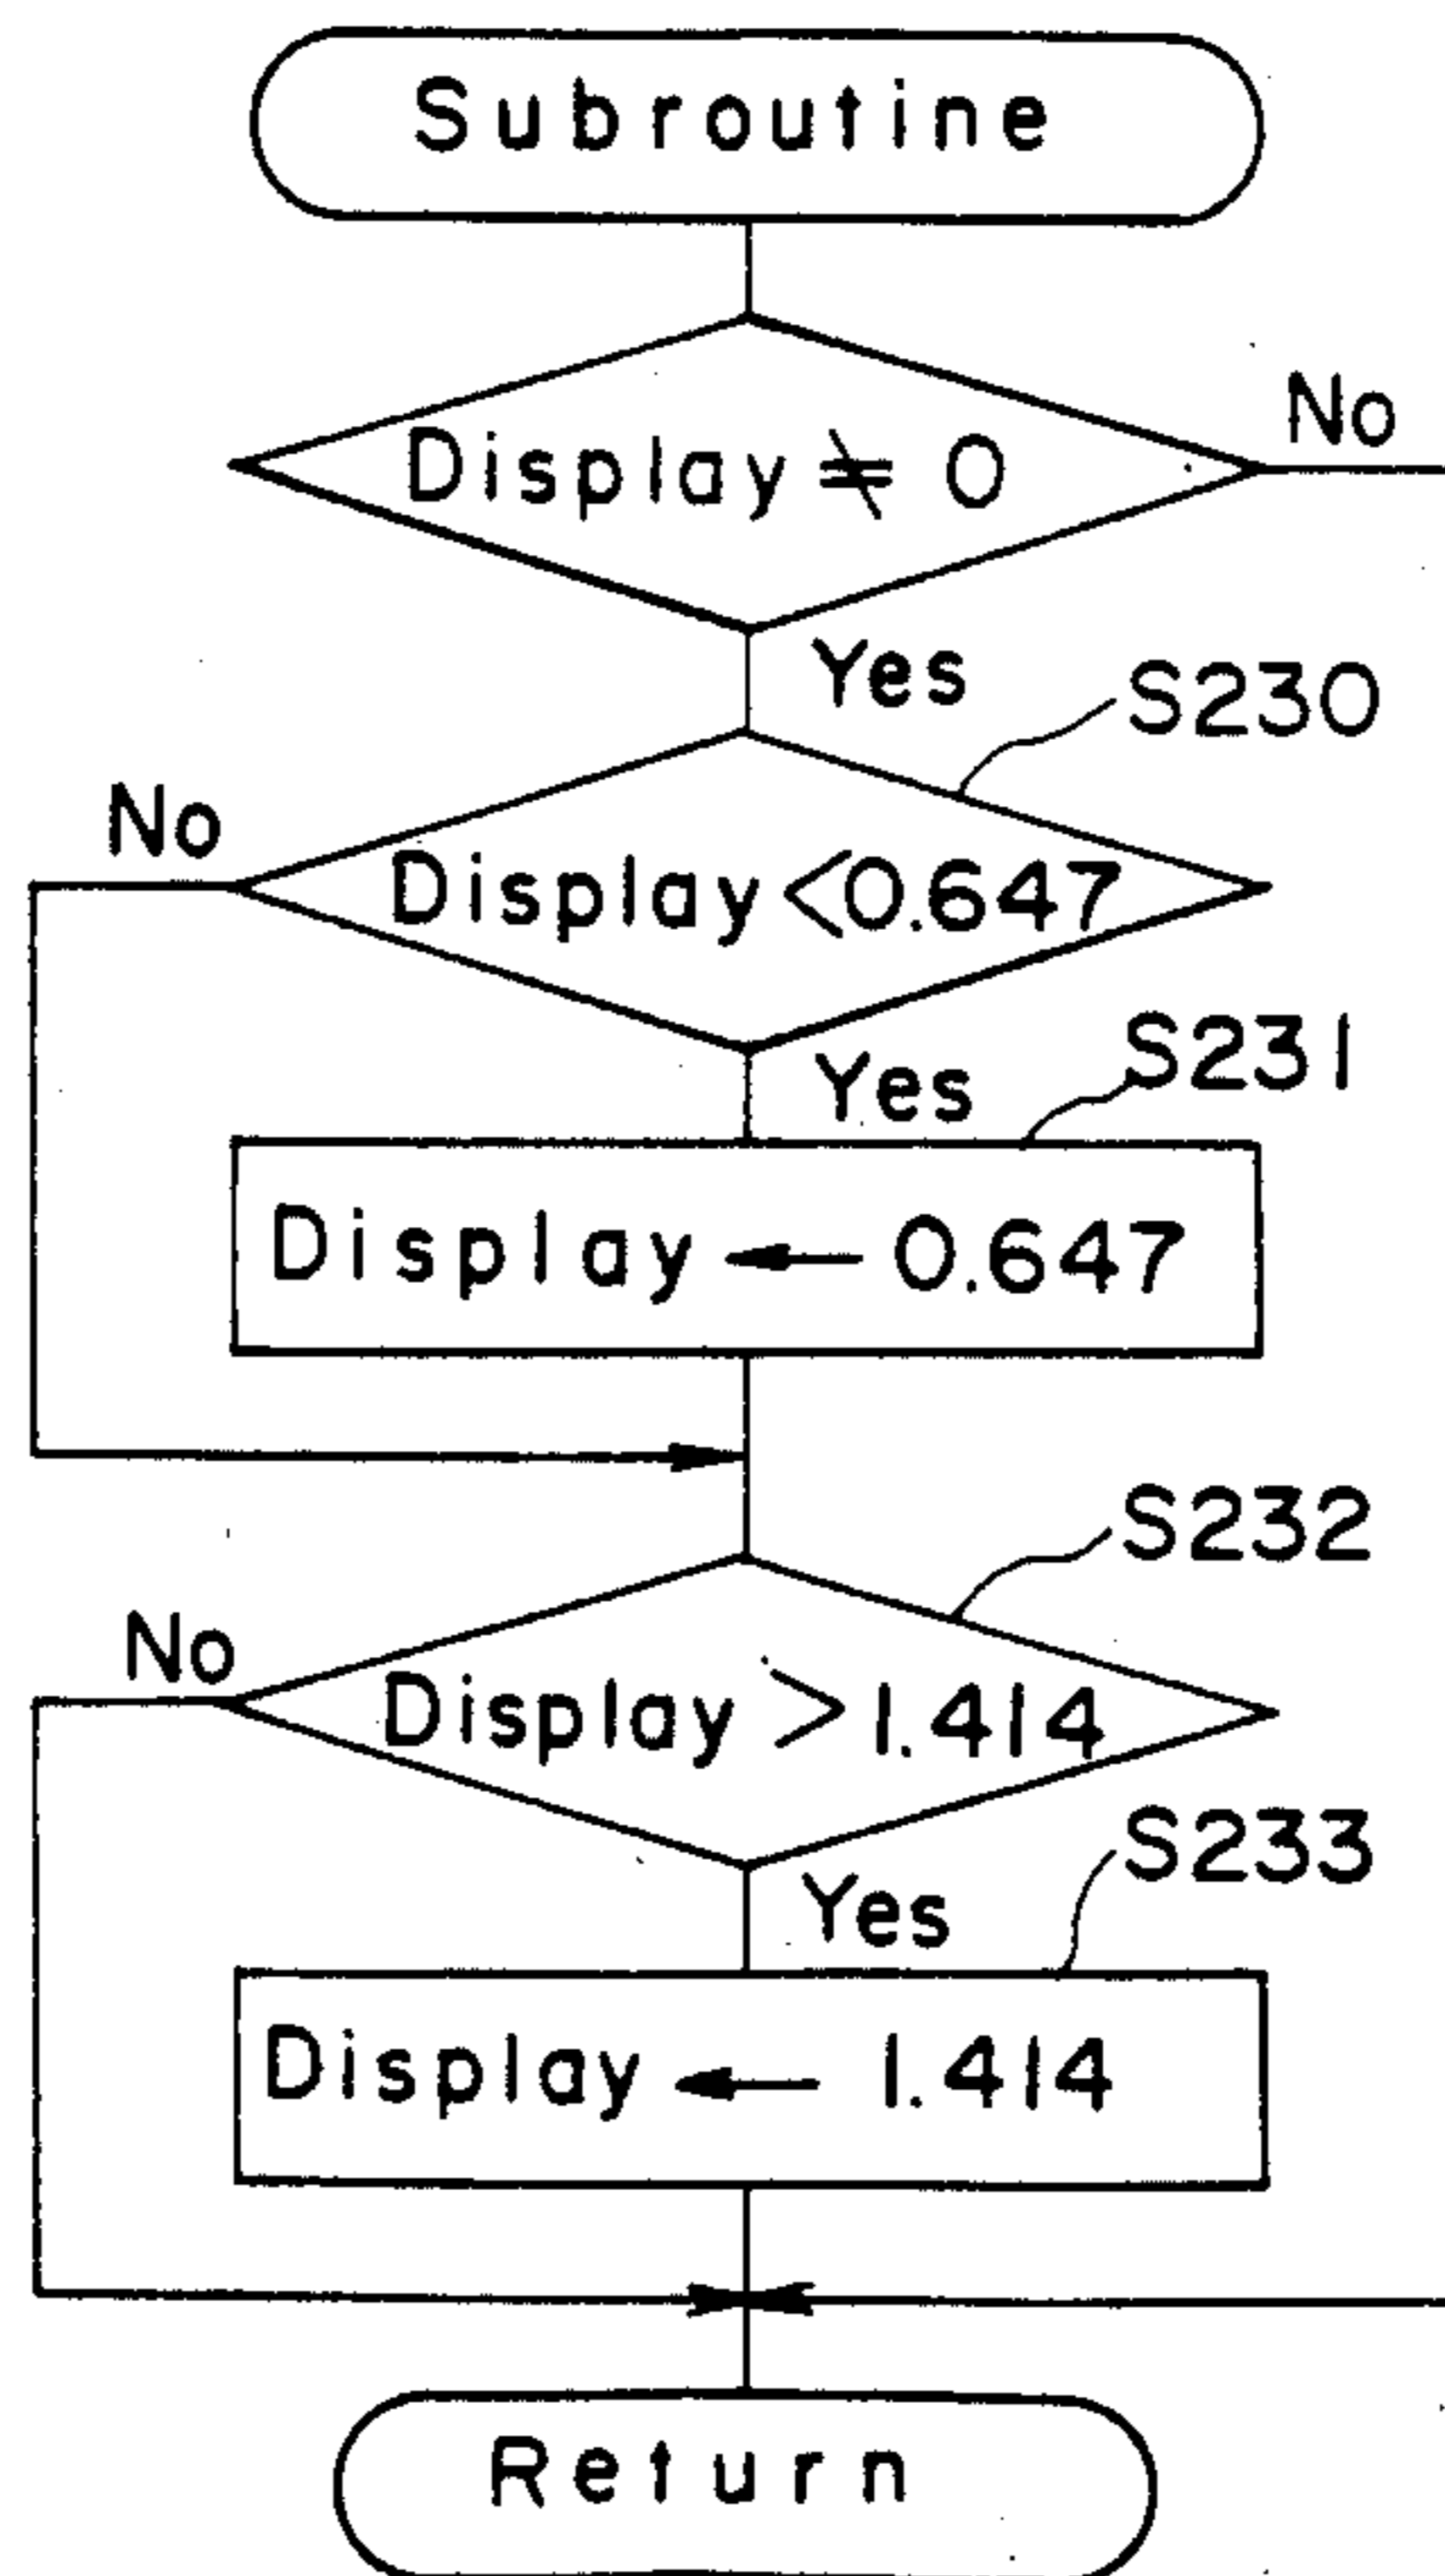 Subroutine
Display ≠ 0
No
Yes
S230
No
Display <0.647
Yes
S231
Display ← 0.647
S232
No
Display > 1.414
Yes
S233
Display ← 1.414
Return